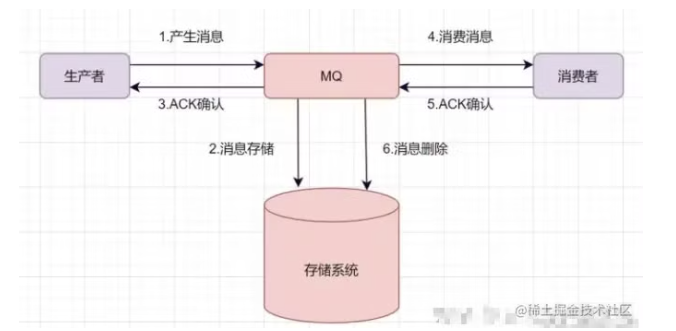 1.产生消息
4.消费消息
生产者
MQ
消费者
3.ACK确认
5.ACK确认
2.消息存储
6.消息删除
存储系统
@稀土掘金技术社区